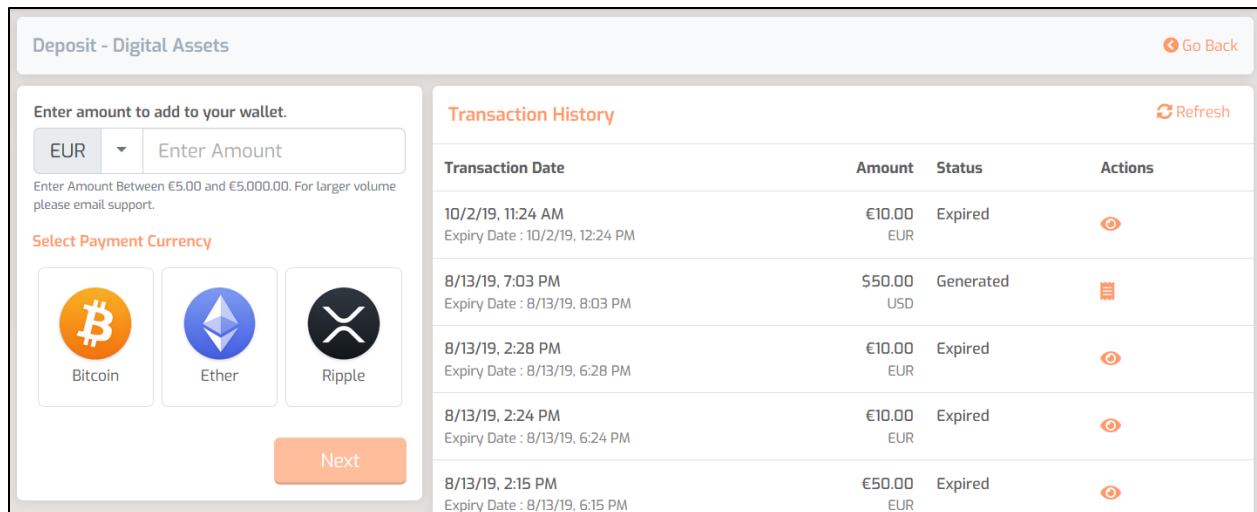 Deposit - Digital Assets
Go Back
Enter amount to add to your wallet.
EUR Enter Amount
Enter Amount Between €5.00 and €5,000.00. For larger volume
please email support.
Select Payment Currency
Bitcoin Ether Ripple
Next
Transaction History
Refresh
Transaction Date Amount Status Actions
10/2/19, 11:24 AM €10.00 Expired
Expiry Date : 10/2/19, 12:24 PM EUR
8/13/19, 7:03 PM $50.00 Generated
Expiry Date : 8/13/19, 8:03 PM USD
8/13/19, 2:28 PM €10.00 Expired
Expiry Date : 8/13/19, 6:28 PM EUR
8/13/19, 2:24 PM €10.00 Expired
Expiry Date : 8/13/19, 6:24 PM EUR
8/13/19, 2:15 PM €50.00 Expired
Expiry Date : 8/13/19, 6:15 PM EUR